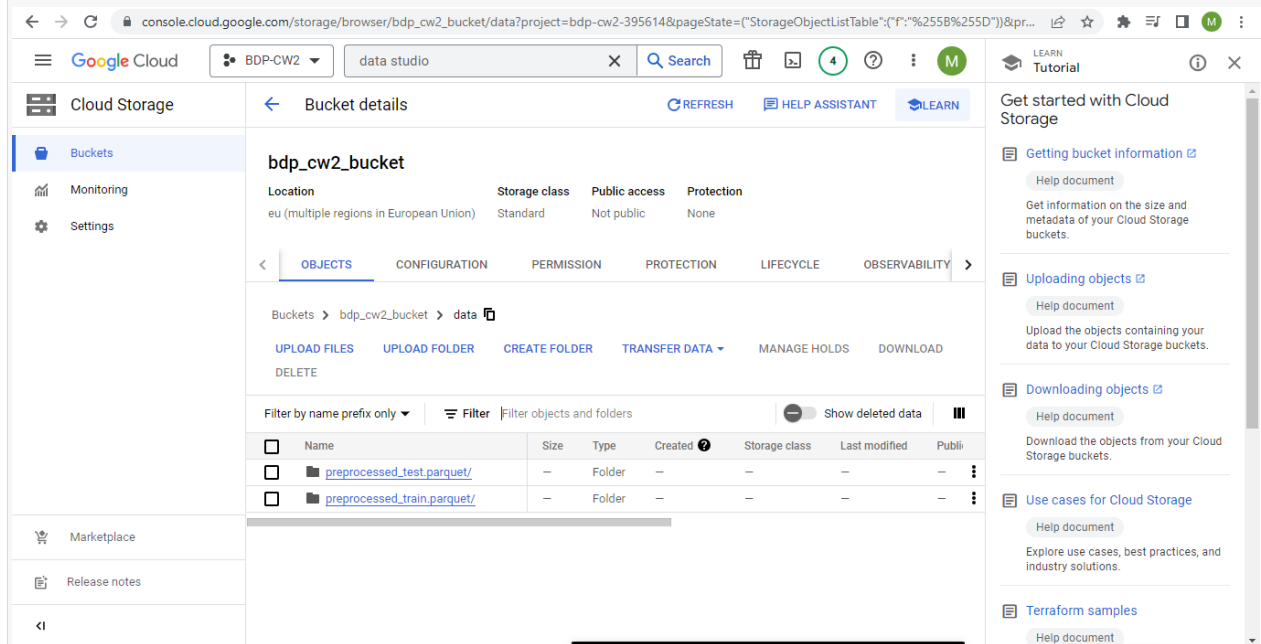 console.cloud.google.com/storage/browser/bdp_cw2_bucket/data?project=bdp-cw2-395614&pageState=("StorageObjectListTable":("f":"%255B%255D"))&pr...
M
Google Cloud
BDP-CW2
data studio
Search
4
M
LEARN
Tutorial
Cloud Storage
Bucket details
REFRESH
HELP ASSISTANT
LEARN
Get started with Cloud
Storage
Buckets
Monitoring
Settings
bdp_cw2_bucket
Location
Storage class
Public access
Protection
eu (multiple regions in European Union)
Standard
Not public
None
OBJECTS
CONFIGURATION
PERMISSION
PROTECTION
LIFECYCLE
OBSERVABILITY
Buckets > bdp_cw2_bucket > data
UPLOAD FILES
UPLOAD FOLDER
CREATE FOLDER
TRANSFER DATA
MANAGE HOLDS
DOWNLOAD
DELETE
Filter by name prefix only
Filter
Filter objects and folders
Show deleted data
Name
Size
Type
Created
Storage class
Last modified
Public
preprocessed_test.parquet/
—
Folder
—
—
—
—
preprocessed_train.parquet/
—
Folder
—
—
—
—
Marketplace
Release notes
Getting bucket information
Help document
Get information on the size and
metadata of your Cloud Storage
buckets.
Uploading objects
Help document
Upload the objects containing your
data to your Cloud Storage buckets.
Downloading objects
Help document
Download the objects from your Cloud
Storage buckets.
Use cases for Cloud Storage
Help document
Explore use cases, best practices, and
industry solutions.
Terraform samples
Help document